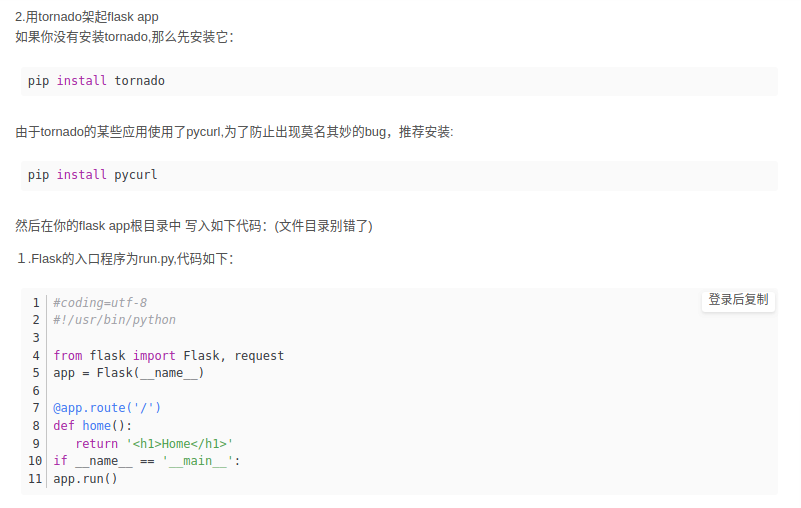 2.用tornado架起flask app
如果你没有安装tornado,那么先安装它：
pip install tornado
由于tornado的某些应用使用了pycurl,为了防止出现莫名其妙的bug，推荐安装:
pip install pycurl
然后在你的flask app根目录中 写入如下代码：(文件目录别错了)
１.Flask的入口程序为run.py,代码如下：
登录后复制
1 #coding=utf-8
2 #!/usr/bin/python
3
4 from flask import Flask, request
5 app = Flask(__name__)
6
7 @app.route('/')
8 def home():
9    return '<h1>Home</h1>'
10 if __name__ == '__main__':
11 app.run()